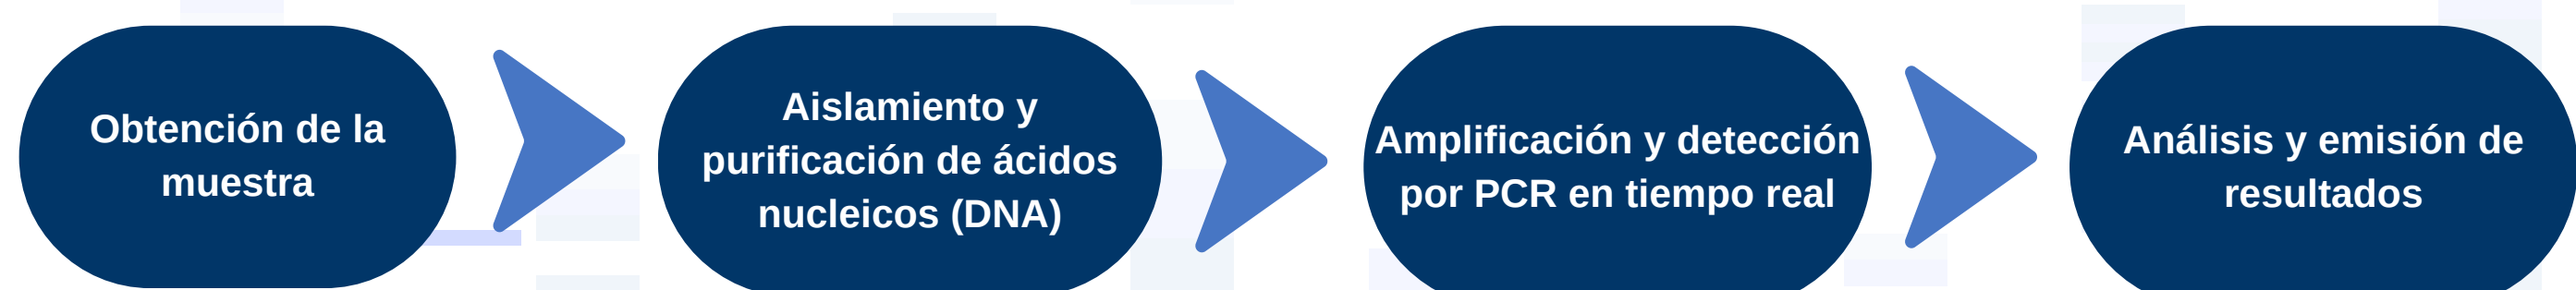 Obtención de la
muestra
Aislamiento y
purificación de ácidos
nucleicos (DNA)
Amplificación y detección
por PCR en tiempo real
Análisis y emisión de
resultados